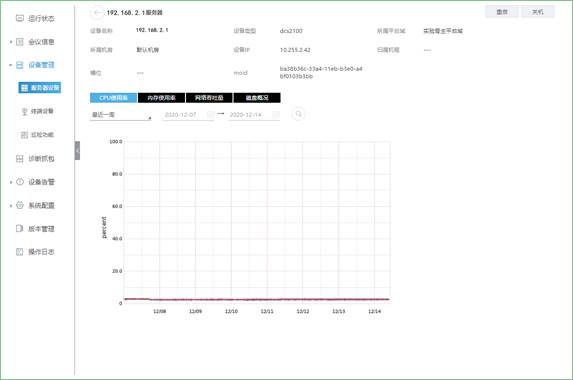 运行状态
会议信息
设备管理
服务器设备
终端设备
巡检功能
诊断抓包
设备告警
系统配置
版本管理
操作日志
192. 168. 2. 1服务器
重启
关机
设备名称
192. 168. 2. 1
设备类型
dcs2100
所属平台域
实验局主平台域
所属机房
默认机房
设备IP
10.255.2.42
归属机框
---
槽位
---
moid
ba38b36c-33a4-11eb-b3e0-a4
bf0103b3bb
CPU使用率
内存使用率
网络吞吐量
磁盘概况
最近一周
2020-12-07
2020-12-14
100.0
80.0
60.0
percent
40.0
20.0
0
12/08
12/09
12/10
12/11
12/12
12/13
12/14